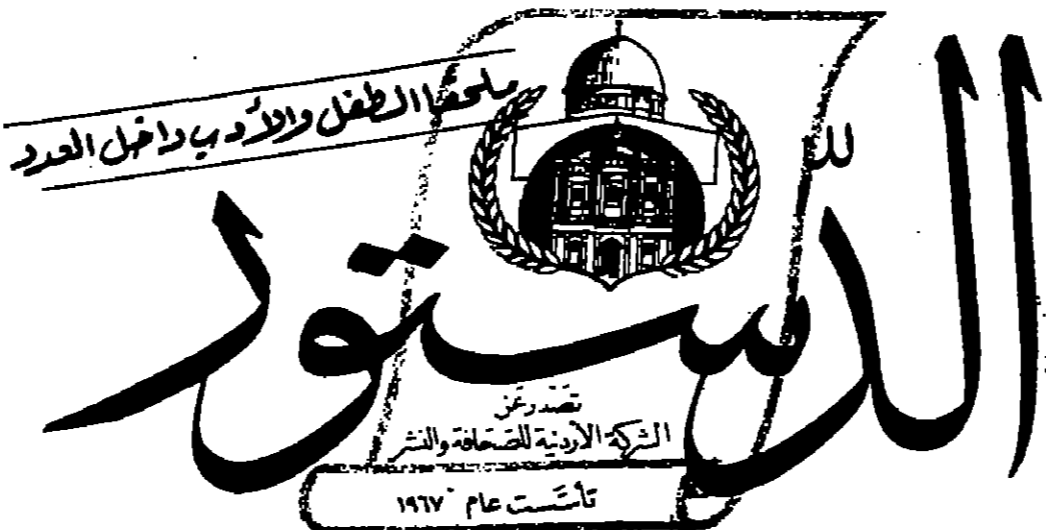 ملحقا الطفل والأدب داخل العدد
الدستور
تصدر عن
الشركة الأردنية للصحافة والنشر
تأسست عام ١٩٦٧